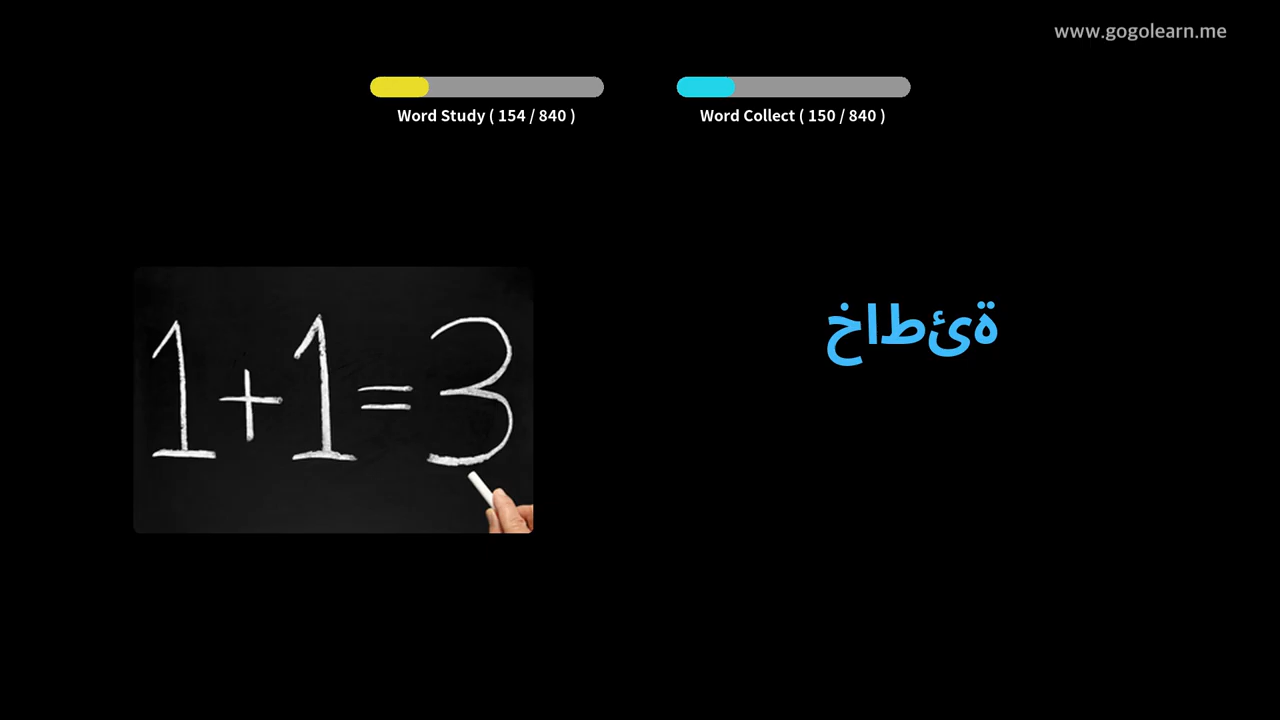 www.gogolearn.me
Word Study ( 154 / 840 )
Word Collect ( 150 / 840 )
1+1=3
خاطئة